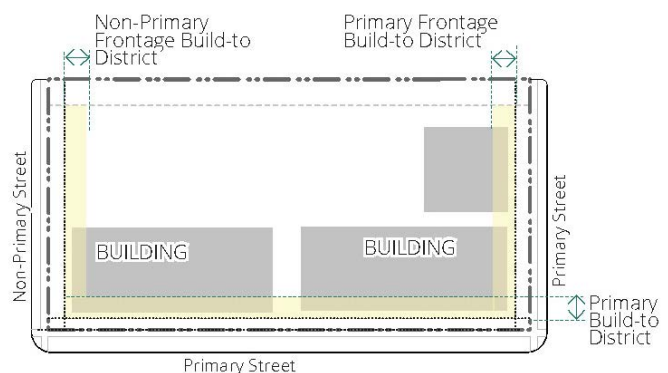 Non-Primary
Frontage Build-to
District
Primary Frontage
Build-to District
Non-Primary Street
BUILDING
BUILDING
Primary Street
Primary
Build-to
District
Primary Street